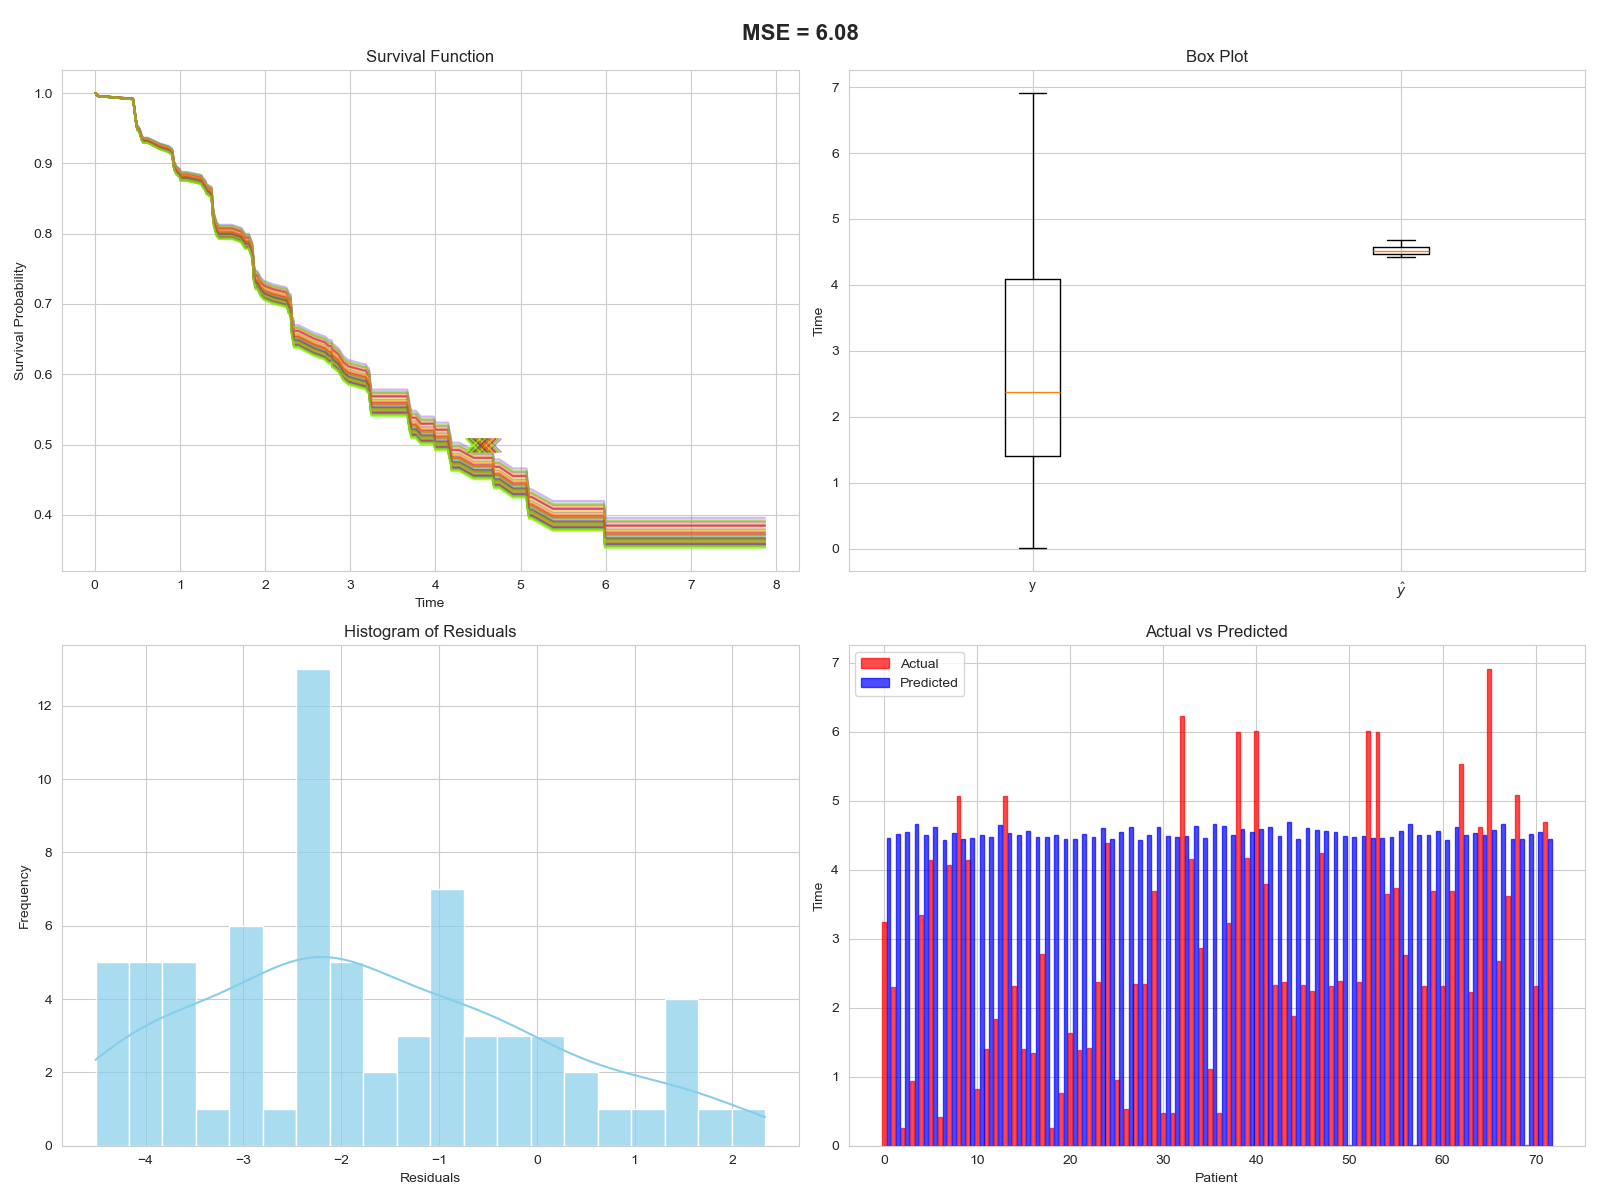 MSE = 6.08
Survival Function
Survival Probability
1.0
0.9
0.8
0.7
0.6
0.5
0.4
0 1 2 3 4 5 6 7 8
Time
Box Plot
Time
7
6
5
4
3
2
1
0
y ŷ
Histogram of Residuals
Frequency
12
10
8
6
4
2
0
−4 −3 −2 −1 0 1 2
Residuals
Actual vs Predicted
Actual
Predicted
Time
7
6
5
4
3
2
1
0
0 10 20 30 40 50 60 70
Patient